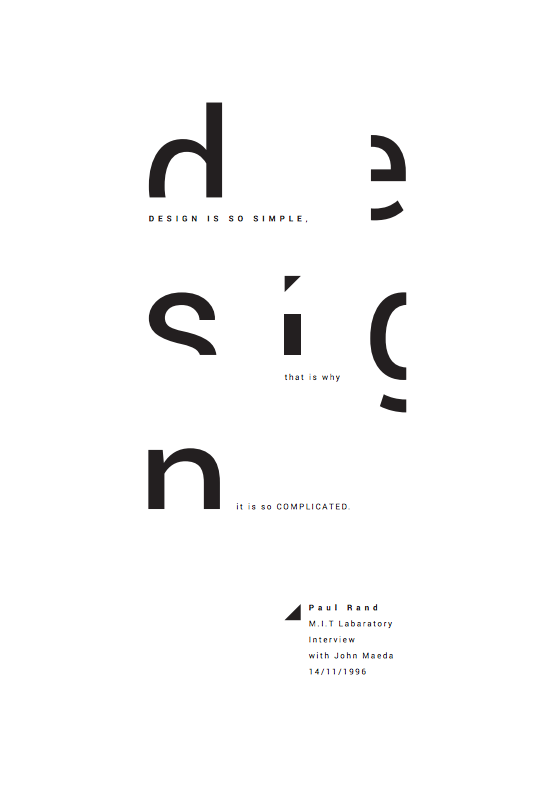 d e
DESIGN IS SO SIMPLE,
s i g
that is why
n
it is so COMPLICATED.
Paul Rand
M.I.T Labaratory
Interview
with John Maeda
14/11/1996